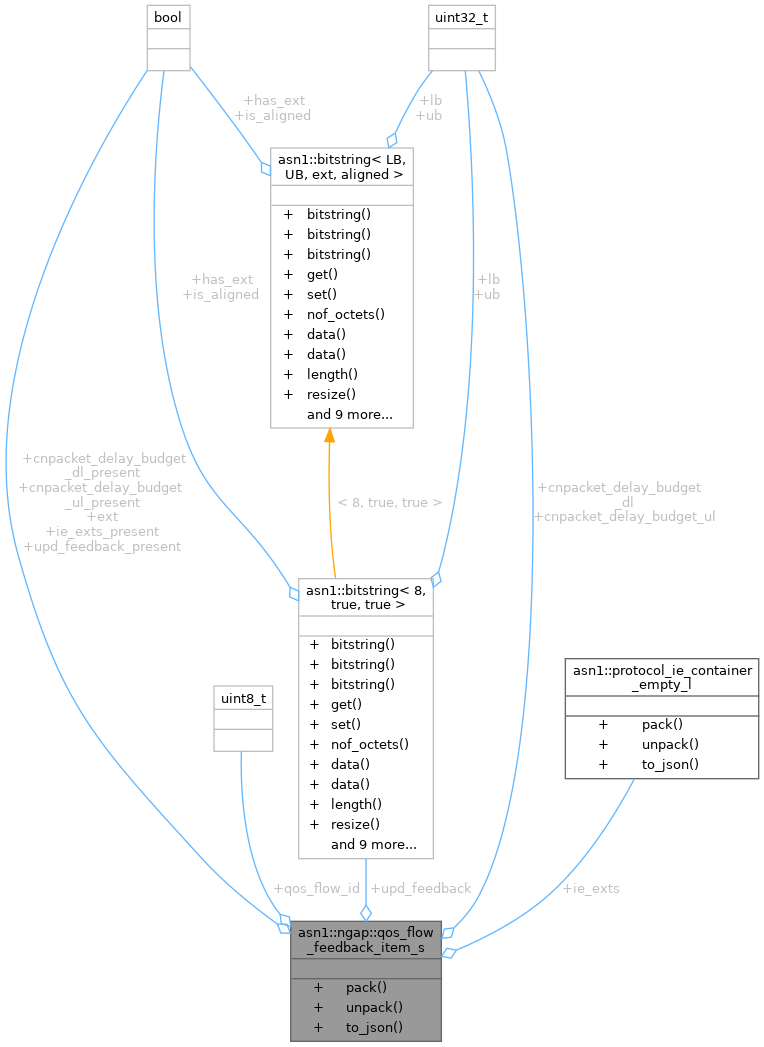 bool
uint32_t
+has_ext
+is_aligned
+lb
+ub
asn1::bitstring< LB,
UB, ext, aligned >
+ bitstring()
+ bitstring()
+ bitstring()
+ get()
+ set()
+ nof_octets()
+ data()
+ data()
+ length()
+ resize()
and 9 more...
+has_ext
+is_aligned
+lb
+ub
+cnpacket_delay_budget
_dl_present
+cnpacket_delay_budget
_ul_present
+ext
+ie_exts_present
+upd_feedback_present
< 8, true, true >
+cnpacket_delay_budget
_dl
+cnpacket_delay_budget_ul
asn1::bitstring< 8,
true, true >
+ bitstring()
+ bitstring()
+ bitstring()
+ get()
+ set()
+ nof_octets()
+ data()
+ data()
+ length()
+ resize()
and 9 more...
uint8_t
asn1::protocol_ie_container
_empty_l
+ pack()
+ unpack()
+ to_json()
+qos_flow_id
+upd_feedback
+ie_exts
asn1::ngap::qos_flow
_feedback_item_s
+ pack()
+ unpack()
+ to_json()